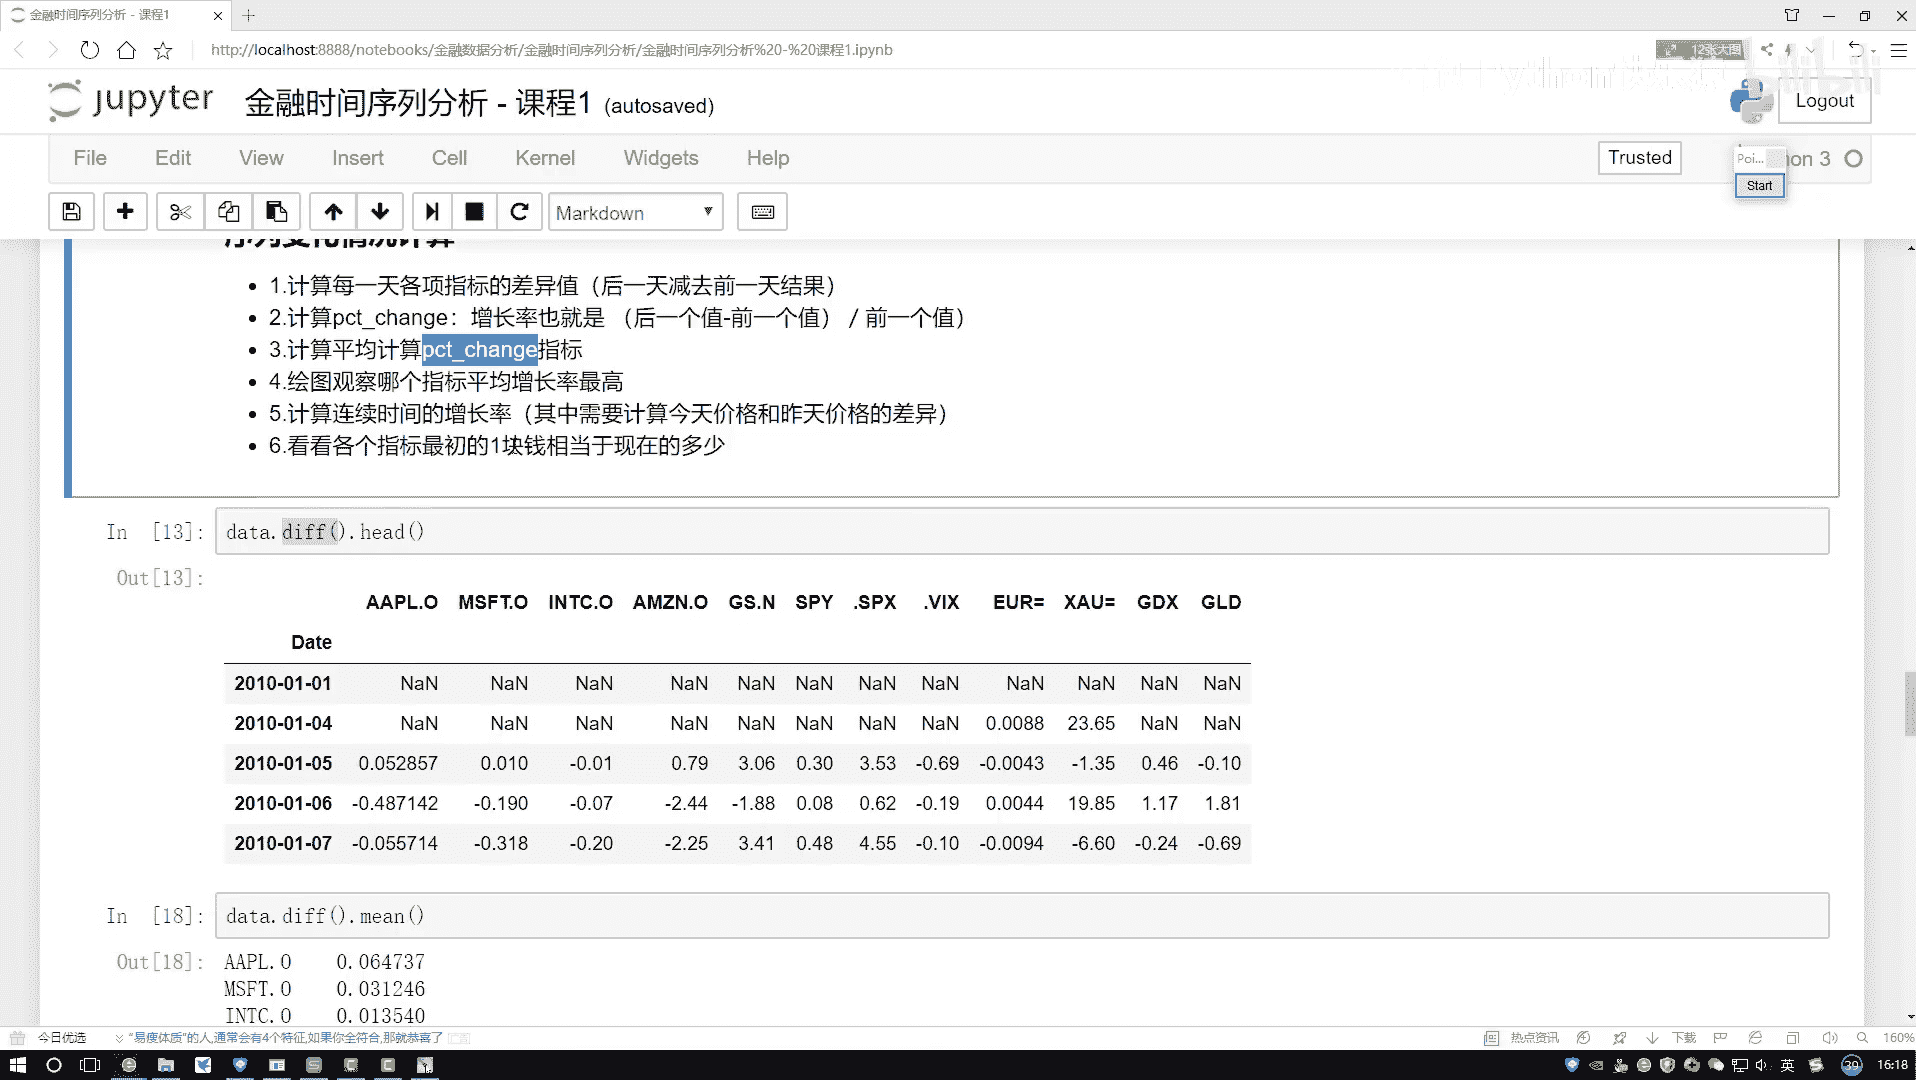 金融时间序列分析 - 课程1
http://localhost:8888/notebooks/金融数据分析/金融时间序列分析/金融时间序列分析%20-%20课程1.ipynb
12张大图
bilibili
jupyter 金融时间序列分析 - 课程1 (autosaved)
Logout
File Edit View Insert Cell Kernel Widgets Help
Trusted
Poi...
on 3
Start
Markdown
序列变化情况计算
1.计算每一天各项指标的差异值（后一天减去前一天结果）
2.计算pct_change：增长率也就是 （后一个值-前一个值） / 前一个值）
3.计算平均计算pct_change指标
4.绘图观察哪个指标平均增长率最高
5.计算连续时间的增长率（其中需要计算今天价格和昨天价格的差异）
6.看看各个指标最初的1块钱相当于现在的多少
In [13]: data.diff().head()
Out[13]:
AAPL.O MSFT.O INTC.O AMZN.O GS.N SPY .SPX .VIX EUR= XAU= GDX GLD
Date
2010-01-01 NaN NaN NaN NaN NaN NaN NaN NaN NaN NaN NaN NaN
2010-01-04 NaN NaN NaN NaN NaN NaN NaN NaN 0.0088 23.65 NaN NaN
2010-01-05 0.052857 0.010 -0.01 0.79 3.06 0.30 3.53 -0.69 -0.0043 -1.35 0.46 -0.10
2010-01-06 -0.487142 -0.190 -0.07 -2.44 -1.88 0.08 0.62 -0.19 0.0044 19.85 1.17 1.81
2010-01-07 -0.055714 -0.318 -0.20 -2.25 3.41 0.48 4.55 -0.10 -0.0094 -6.60 -0.24 -0.69
In [18]: data.diff().mean()
Out[18]: AAPL.O 0.064737
MSFT.O 0.031246
INTC.O 0.013540
今日优选 “易瘦体质”的人,通常会有4个特征,如果你全符合,那就恭喜了 热点资讯 下载 160%
英 39 16:18